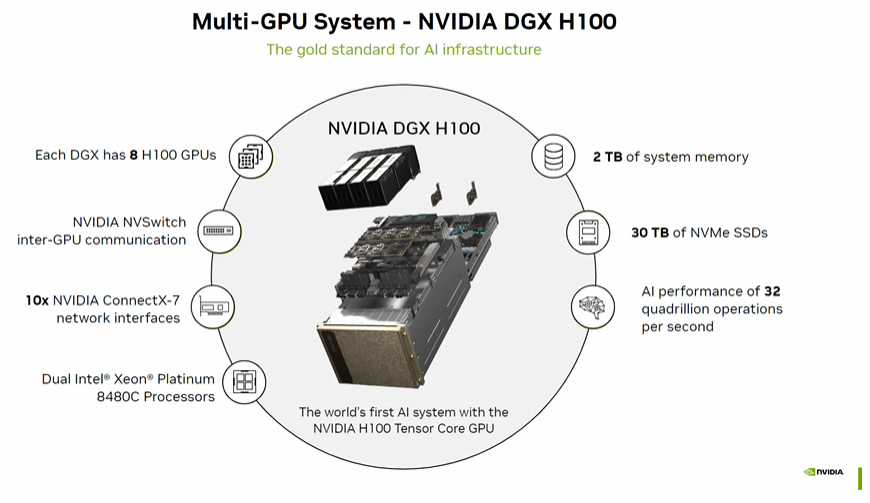 Multi-GPU System - NVIDIA DGX H100
The gold standard for AI infrastructure
NVIDIA DGX H100
Each DGX has 8 H100 GPUs
NVIDIA NVSwitch
inter-GPU communication
10x NVIDIA ConnectX-7
network interfaces
Dual Intel® Xeon® Platinum
8480C Processors
2 TB of system memory
30 TB of NVMe SSDs
AI performance of 32
quadrillion operations
per second
The world's first AI system with the
NVIDIA H100 Tensor Core GPU
NVIDIA